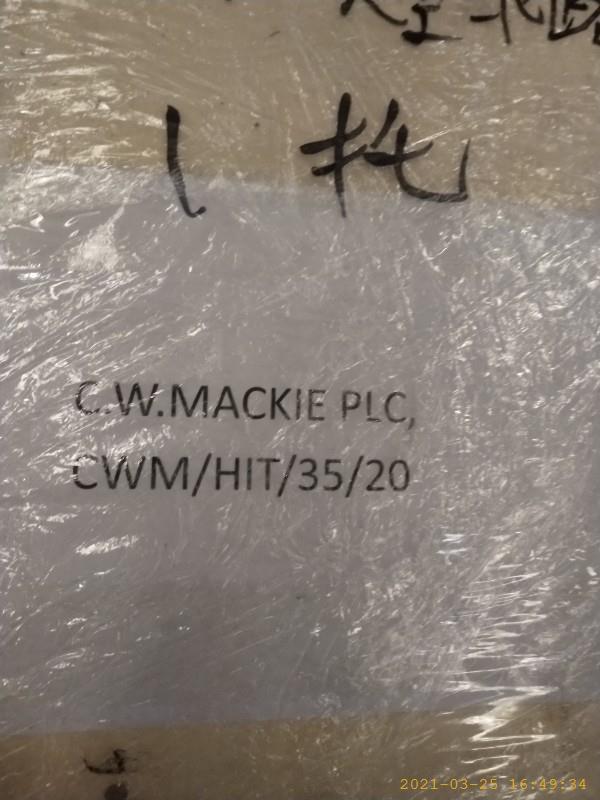 1托
C.W.MACKIE PLC,
CWM/HIT/35/20
2021-03-25 16:49:34